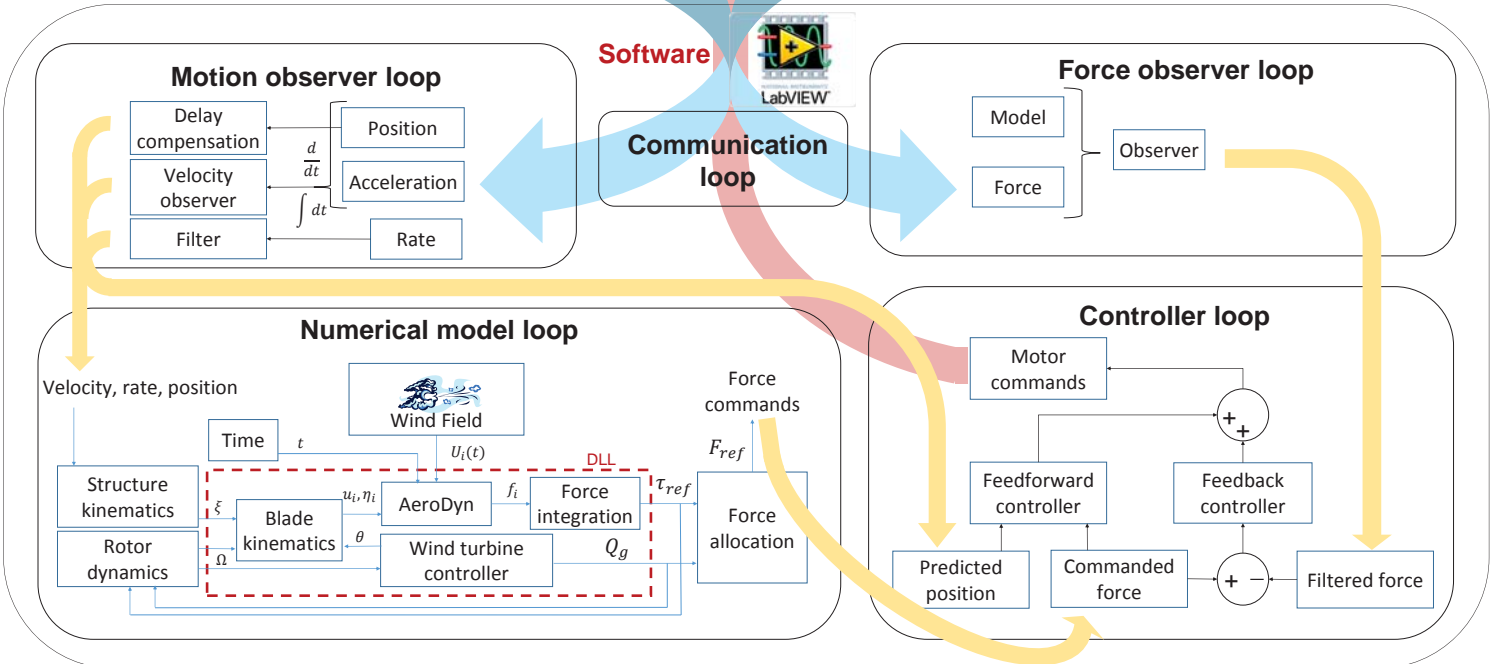 Software
NATIONAL INSTRUMENTS
LabVIEW™
Motion observer loop
Delay
compensation
Position
d
dt
Velocity
observer
Acceleration
∫ dt
Filter
Rate
Communication
loop
Force observer loop
Model
Observer
Force
Numerical model loop
Velocity, rate, position
Wind Field
Time
t
U_i(t)
DLL
Force
commands
F_ref
Structure
kinematics
ξ
Blade
kinematics
u_i, η_i
AeroDyn
f_i
Force
integration
τ_ref
Force
allocation
Rotor
dynamics
Ω
θ
Wind turbine
controller
Q_g
Controller loop
Motor
commands
+
+
Feedforward
controller
Feedback
controller
Predicted
position
Commanded
force
+ −
Filtered force